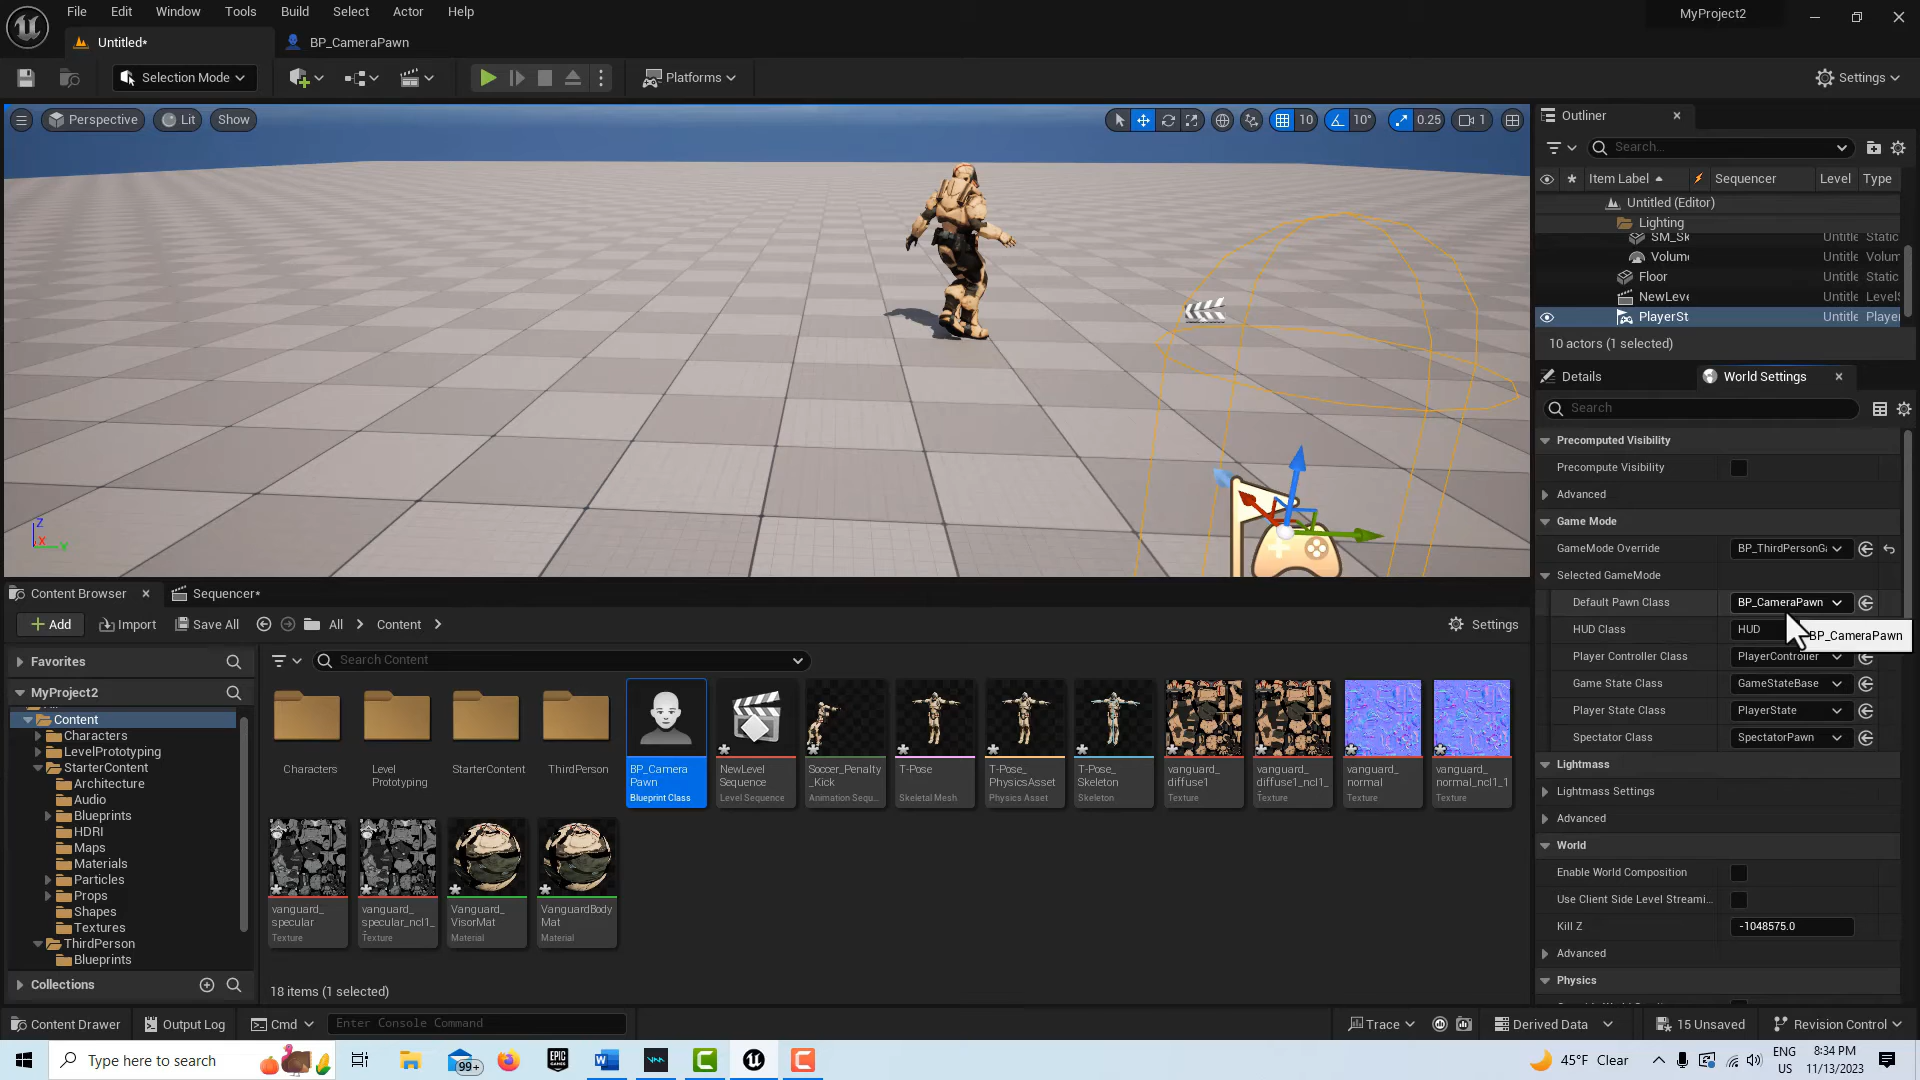 File Edit Window Tools Build Select Actor Help
MyProject2
Untitled*
BP_CameraPawn
Selection Mode
Platforms
Settings
Perspective
Lit
Show
10
10°
0.25
1
Outliner
Search...
Item Label
Sequencer
Level
Type
Untitled (Editor)
Lighting
SM_Sk Untitle Static
Volum Untitle Volum
Floor Untitle Static
NewLeve Untitle LevelS
PlayerSt Untitle Player
10 actors (1 selected)
Details
World Settings
Search
Precomputed Visibility
Precompute Visibility
Advanced
Game Mode
GameMode Override BP_ThirdPersonGa
Selected GameMode
Default Pawn Class BP_CameraPawn
HUD Class HUD
BP_CameraPawn
Player Controller Class PlayerController
Game State Class GameStateBase
Player State Class PlayerState
Spectator Class SpectatorPawn
Lightmass
Lightmass Settings
Advanced
World
Enable World Composition
Use Client Side Level Streami...
Kill Z -1048575.0
Advanced
Physics
Z
X
Y
Content Browser
Sequencer*
Add
Import
Save All
All
Content
Settings
Favorites
MyProject2
Content
Characters
LevelPrototyping
StarterContent
Architecture
Audio
Blueprints
HDRI
Maps
Materials
Particles
Props
Shapes
Textures
ThirdPerson
Blueprints
Collections
Search Content
Characters
Level
Prototyping
StarterContent
ThirdPerson
BP_Camera
Pawn
Blueprint Class
NewLevel
Sequence
Level Sequence
Soccer_Penalty
_Kick
Animation Sequ...
T-Pose
Skeletal Mesh
T-Pose_
PhysicsAsset
Physics Asset
T-Pose_
Skeleton
Skeleton
vanguard_
diffuse1
Texture
vanguard_
diffuse1_ncl1_
Texture
vanguard_
normal
Texture
vanguard_
normal_ncl1_1
Texture
vanguard_
specular
Texture
vanguard_
specular_ncl1_
Texture
Vanguard_
VisorMat
Material
VanguardBody
Mat
Material
18 items (1 selected)
Content Drawer
Output Log
Cmd
Enter Console Command
Trace
Derived Data
15 Unsaved
Revision Control
Type here to search
99+
EPIC
GAMES
45°F Clear
ENG
US
8:34 PM
11/13/2023